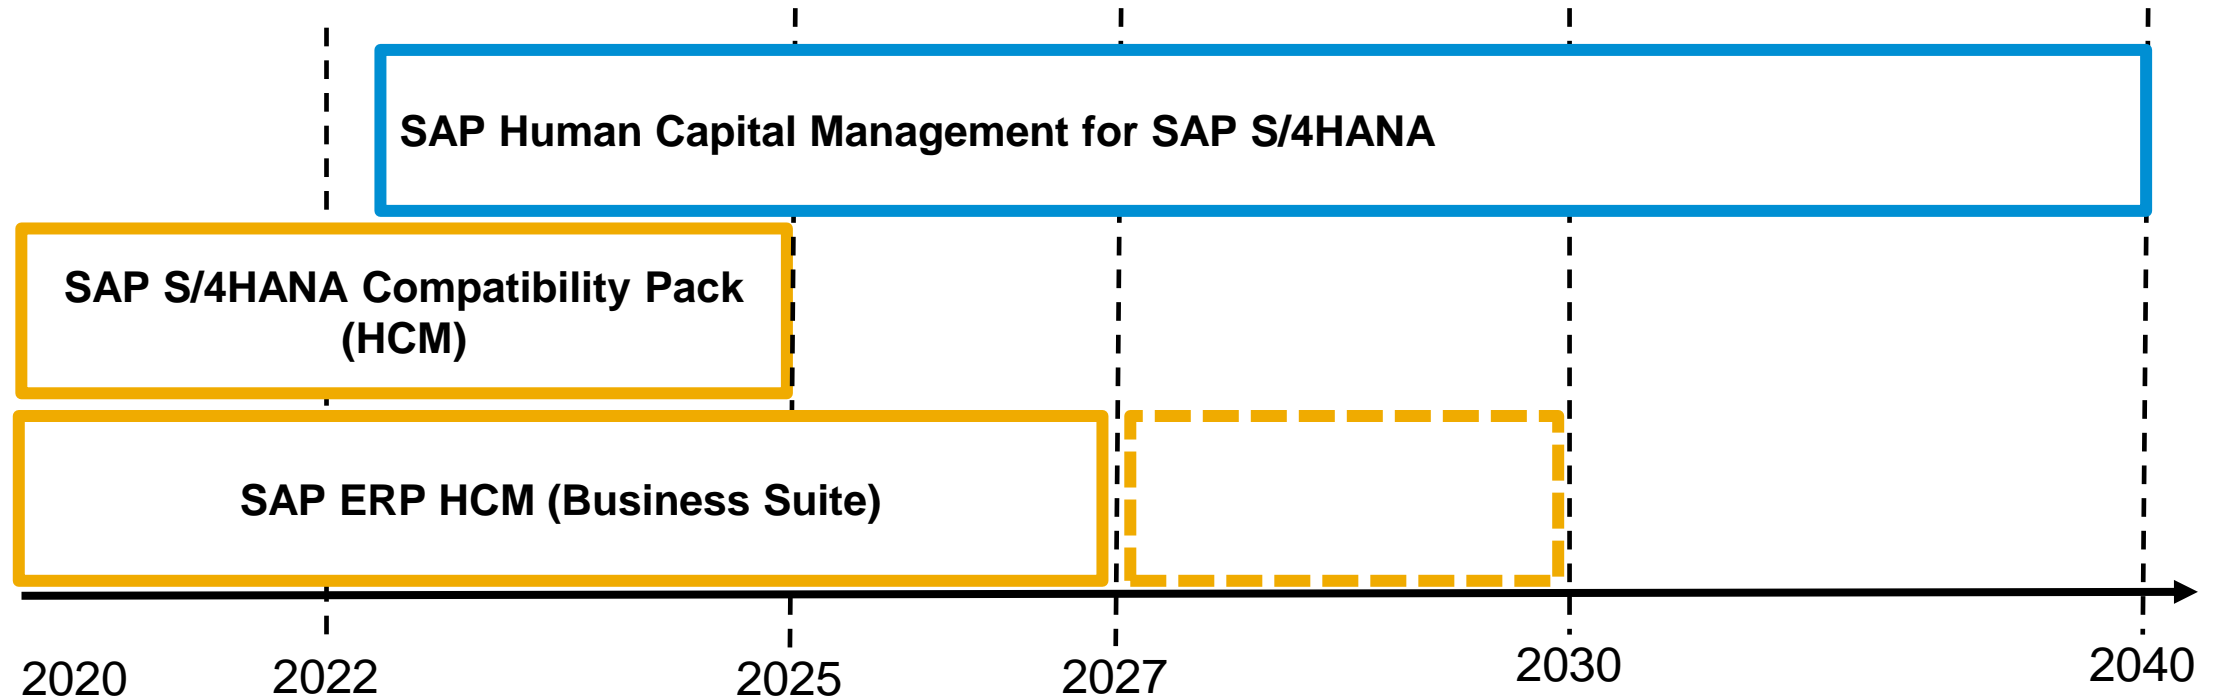 SAP Human Capital Management for SAP S/4HANA
SAP S/4HANA Compatibility Pack
(HCM)
SAP ERP HCM (Business Suite)
2020
2022
2025
2027
2030
2040